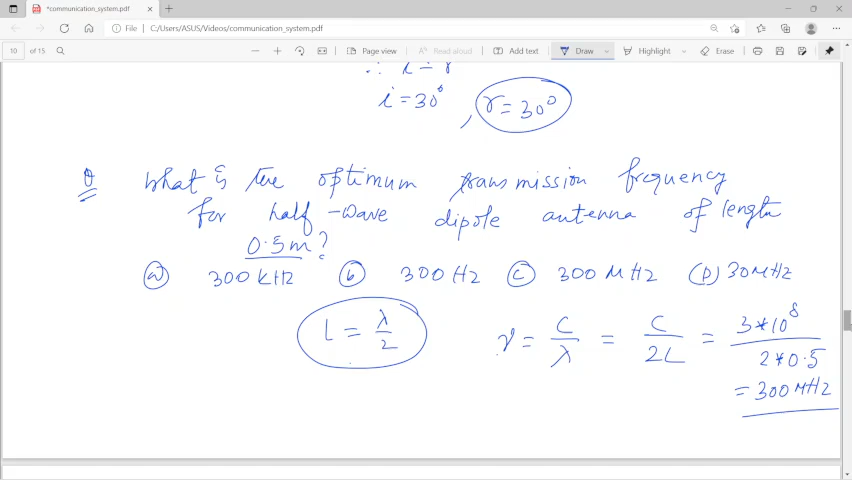 *communication_system.pdf
File | C:/Users/ASUS/Videos/communication_system.pdf
10 of 15 Page view Read aloud Add text Draw Highlight Erase
∴ i = r
i = 30° , r = 30°
Q What is the optimum transmission frequency
for half-wave dipole antenna of length
0.5m?
(a) 300 KHz (b) 300 Hz (c) 300 MHz (D) 30 MHz
L = λ/2 ν = C/λ = C/2L = 3*10^8/2*0.5
= 300 MHz